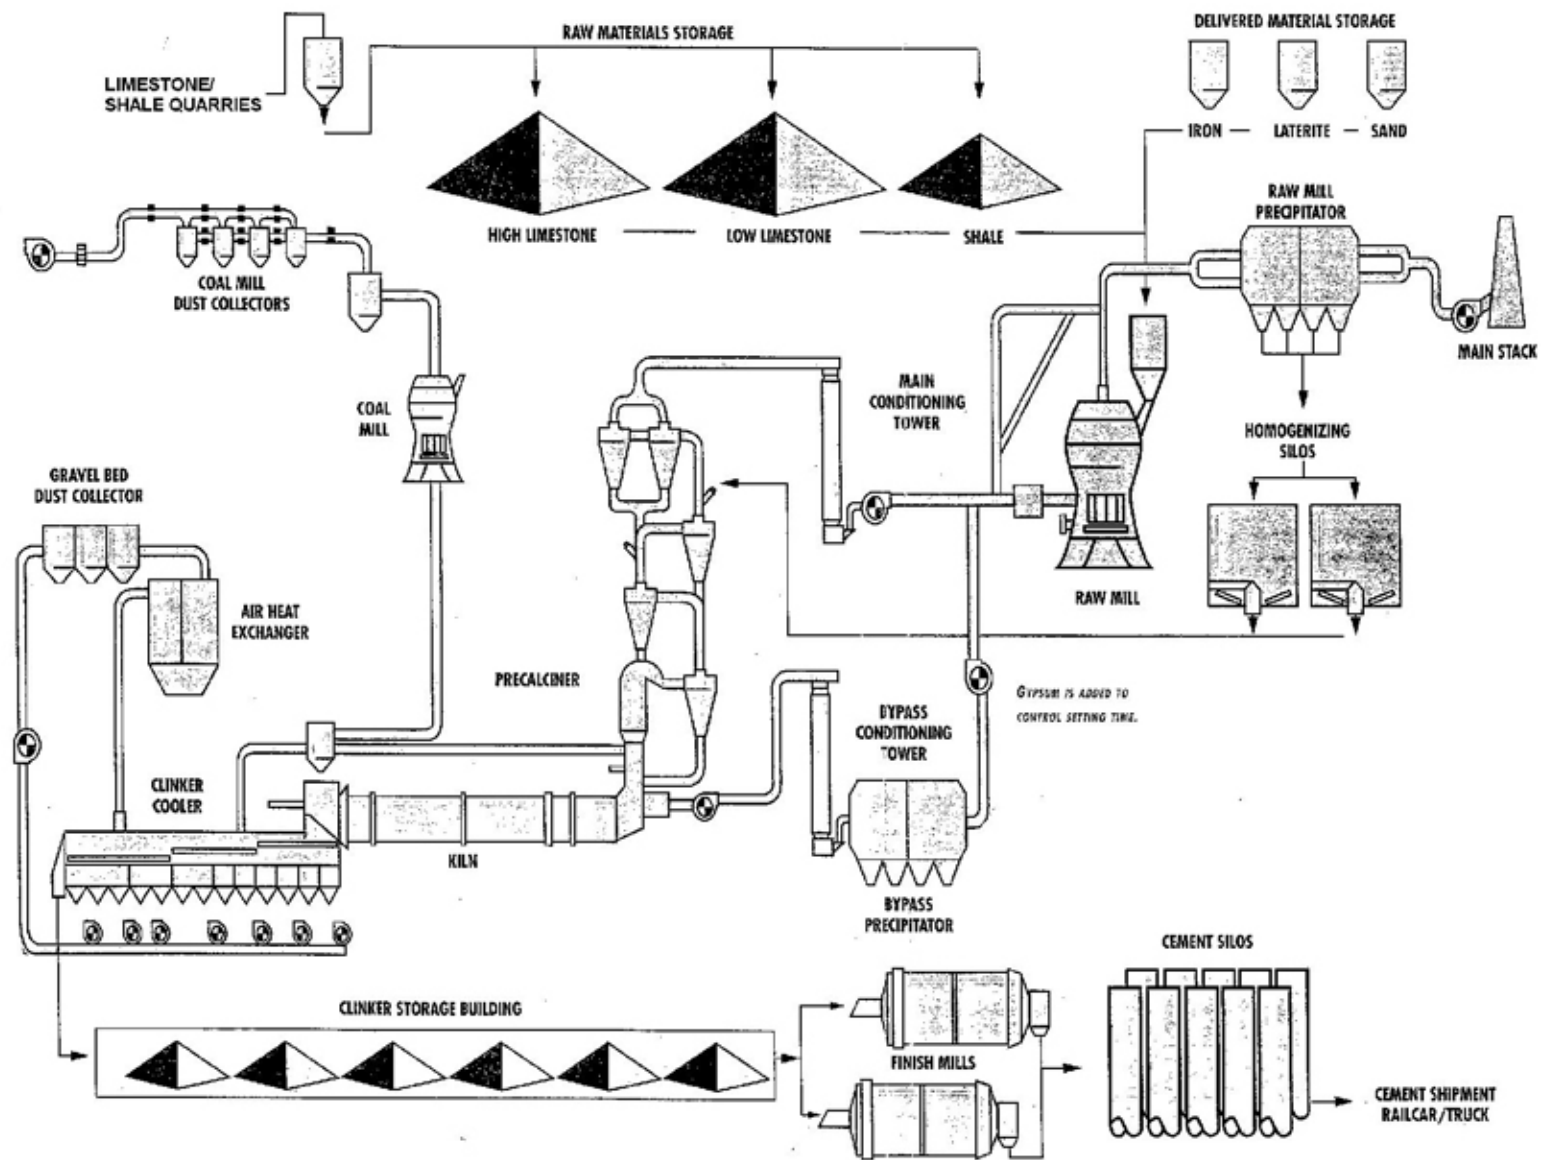 DELIVERED MATERIAL STORAGE
RAW MATERIALS STORAGE
LIMESTONE/
SHALE QUARRIES
IRON
LATERITE
SAND
HIGH LIMESTONE
LOW LIMESTONE
SHALE
RAW MILL
PRECIPITATOR
COAL MILL
DUST COLLECTORS
MAIN STACK
COAL
MILL
MAIN
CONDITIONING
TOWER
HOMOGENIZING
SILOS
GRAVEL BED
DUST COLLECTOR
RAW MILL
AIR HEAT
EXCHANGER
PRECALCINER
GYPSUM IS ADDED TO
CONTROL SETTING TIME.
BYPASS
CONDITIONING
TOWER
CLINKER
COOLER
KILN
BYPASS
PRECIPITATOR
CEMENT SILOS
CLINKER STORAGE BUILDING
FINISH MILLS
CEMENT SHIPMENT
RAILCAR/TRUCK